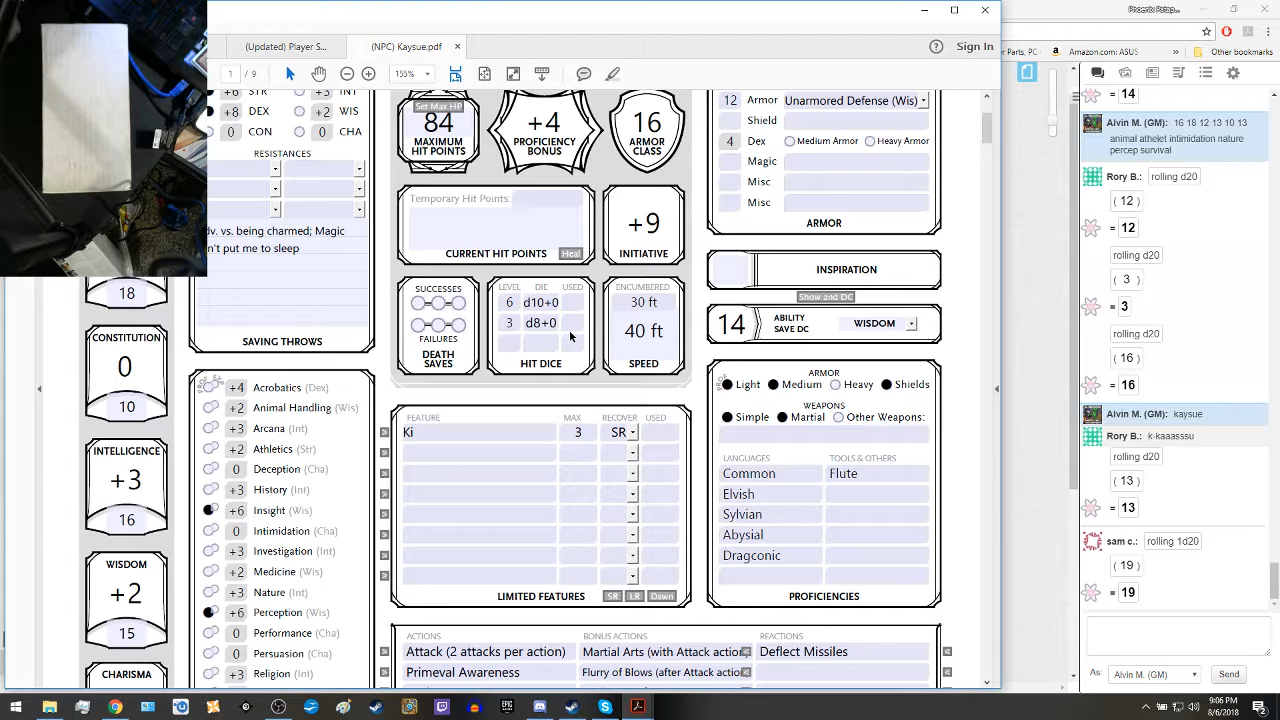 Phoenix Polap...
(Updated) Paper S...
(NPC) Kaysue.pdf
Sign In
Parts, PC
Amazon.com: ASUS
Other bookmarks
1 / 9
155%
+6 STR
INT
+8 DEX
+2 WIS
0 CON
0 CHA
RESISTANCES
dv. vs. being charmed; Magic
n't put me to sleep
SAVING THROWS
18
CONSTITUTION
0
10
INTELLIGENCE
+3
16
WISDOM
+2
15
CHARISMA
+4 Acrobatics (Dex)
+2 Animal Handling (Wis)
+3 Arcana (Int)
+2 Athletics (Str)
0 Deception (Cha)
+3 History (Int)
+6 Insight (Wis)
0 Intimidation (Cha)
+3 Investigation (Int)
+2 Medicine (Wis)
+3 Nature (Int)
+6 Perception (Wis)
0 Performance (Cha)
0 Persuasion (Cha)
+3 Religion (Int)
Set Max HP
84
MAXIMUM
HIT POINTS
+4
PROFICIENCY
BONUS
16
ARMOR
CLASS
Temporary Hit Points.
CURRENT HIT POINTS
Heal
+9
INITIATIVE
SUCCESSES
FAILURES
DEATH
SAVES
LEVEL DIE USED
6 d10+0
3 d8+0
HIT DICE
ENCUMBERED
30 ft
40 ft
SPEED
FEATURE MAX RECOVER USED
Ki 3 SR
LIMITED FEATURES
SR LR Dawn
ACTIONS BONUS ACTIONS REACTIONS
Attack (2 attacks per action) Martial Arts (with Attack action) Deflect Missiles
Primeval Awareness Flurry of Blows (after Attack action
12 Armor Unarmored Defense (Wis)
Shield
4 Dex Medium Armor Heavy Armor
Magic
Misc
Misc
ARMOR
INSPIRATION
Show 2nd DC
14 ABILITY
SAVE DC
WISDOM
ARMOR
PROF
Light Medium Heavy Shields
WEAPONS
Simple Martial Other Weapons:
LANGUAGES TOOLS & OTHERS
Common Flute
Elvish
Sylvian
Abysial
Dragconic
PROFICIENCIES
= 14
Alvin M. (GM): 16 18 12 13 10 13
animal athelet intimidation nature
percep survival
Rory B.: rolling d20
( 12 )
= 12
rolling d20
( 3 )
= 3
rolling d20
( 16 )
= 16
Alvin M. (GM): kaysue
Rory B.: k-kaaasssu
rolling d20
( 13 )
= 13
sam c.: rolling 1d20
( 19 )
= 19
As: Alvin M. (GM)
Send
9:06 PM
8/6/2018